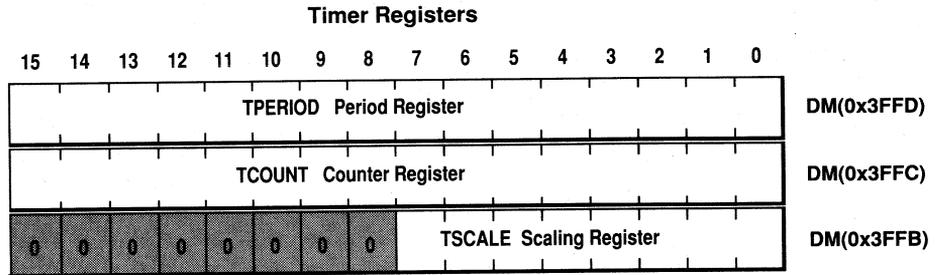 Timer Registers
15 14 13 12 11 10 9 8 7 6 5 4 3 2 1 0
TPERIOD Period Register DM(0x3FFD)
TCOUNT Counter Register DM(0x3FFC)
0 0 0 0 0 0 0 0 TSCALE Scaling Register DM(0x3FFB)